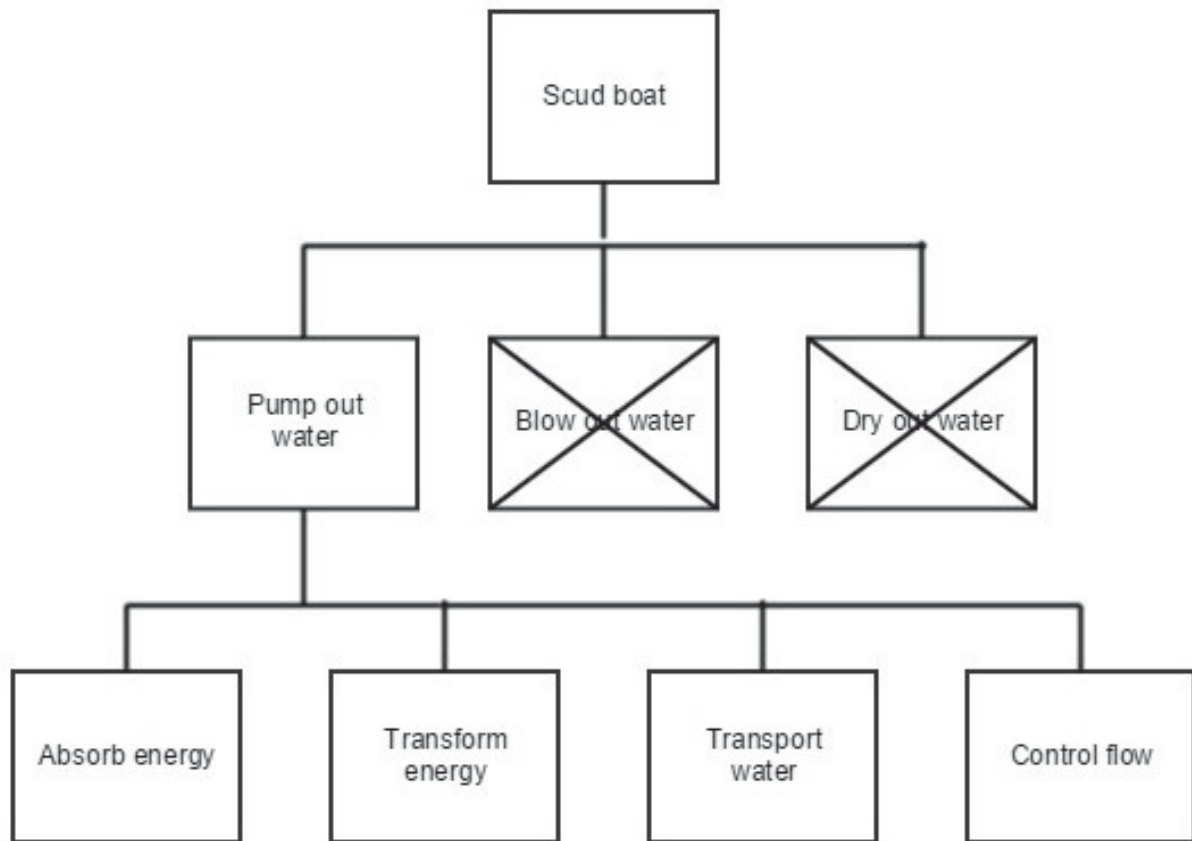 Scud boat
Pump out
water
Blow out water
Dry out water
Absorb energy
Transform
energy
Transport
water
Control flow